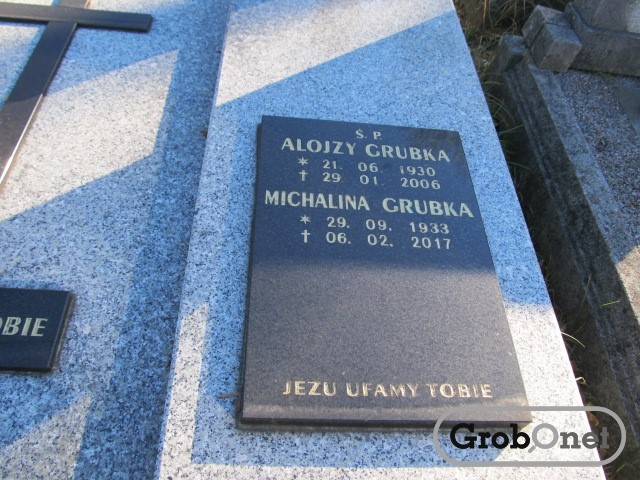 Ś. P.
ALOJZY GRUBKA
* 21. 06. 1930
† 29. 01. 2006
MICHALINA GRUBKA
* 29. 09. 1933
† 06. 02. 2017
JEZU UFAMY TOBIE
OBIE
GrobOnet